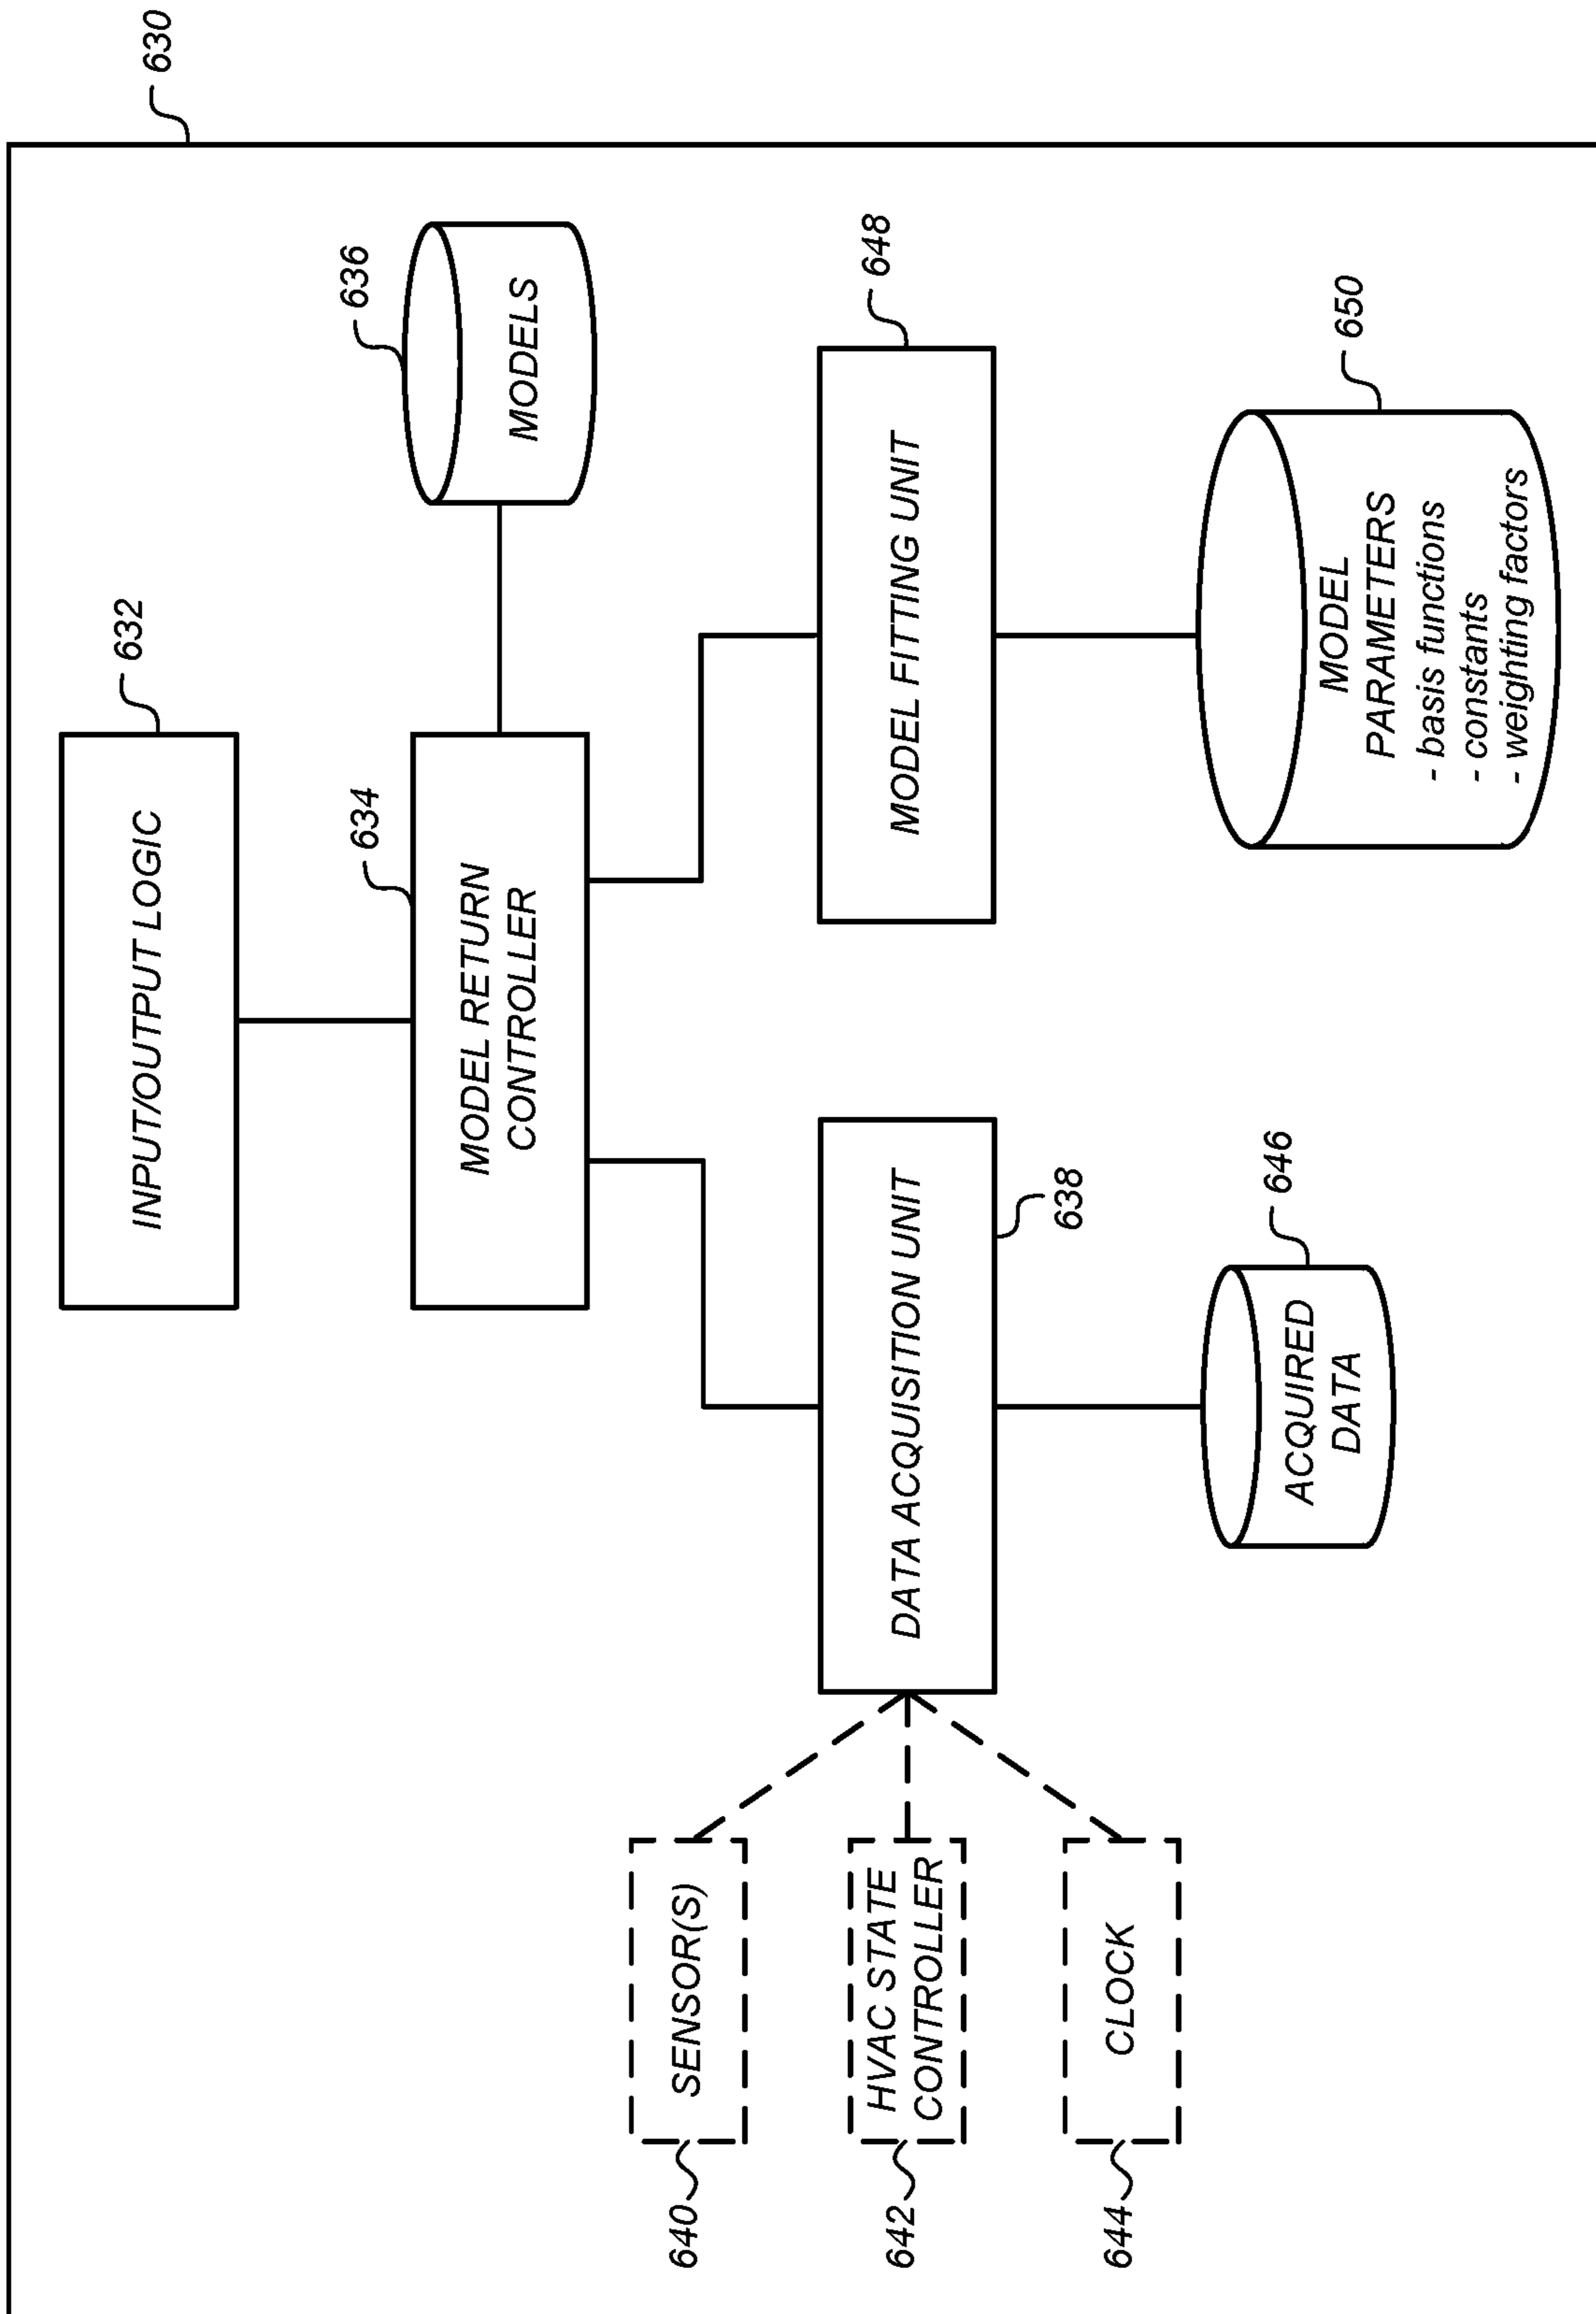 630
INPUT/OUTPUT LOGIC
632
634
MODEL RETURN
CONTROLLER
636
MODELS
SENSOR(S)
640
HVAC STATE
CONTROLLER
642
CLOCK
644
DATA ACQUISITION UNIT
638
MODEL FITTING UNIT
648
ACQUIRED
DATA
646
MODEL
PARAMETERS
- basis functions
- constants
- weighting factors
650